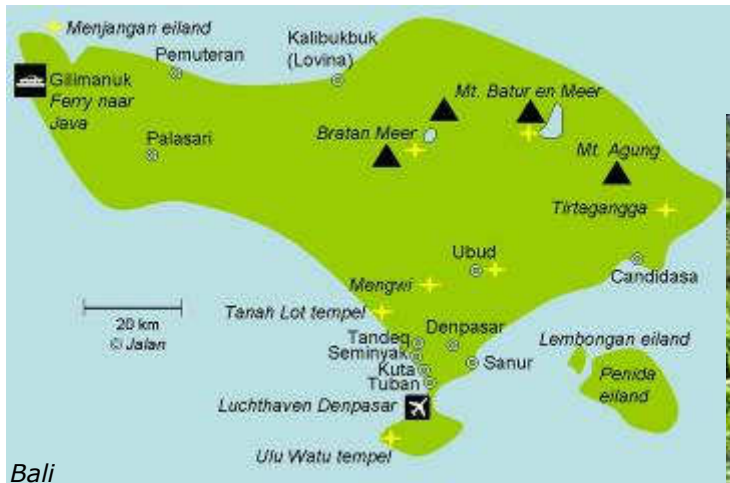 Menjangan eiland
Pemuteran
Kalibukbuk
(Lovina)
Gilimanuk
Ferry naar
Java
Mt. Batur en Meer
Bratan Meer
Palasari
Mt. Agung
Tirtagangga
Ubud
Candidasa
Mengwi
Tanah Lot tempel
20 km
© Jalan
Denpasar
Tandeq
Seminyak
Lembongan eiland
Sanur
Kuta
Penida
eiland
Tuban
Luchthaven Denpasar
Ulu Watu tempel
Bali